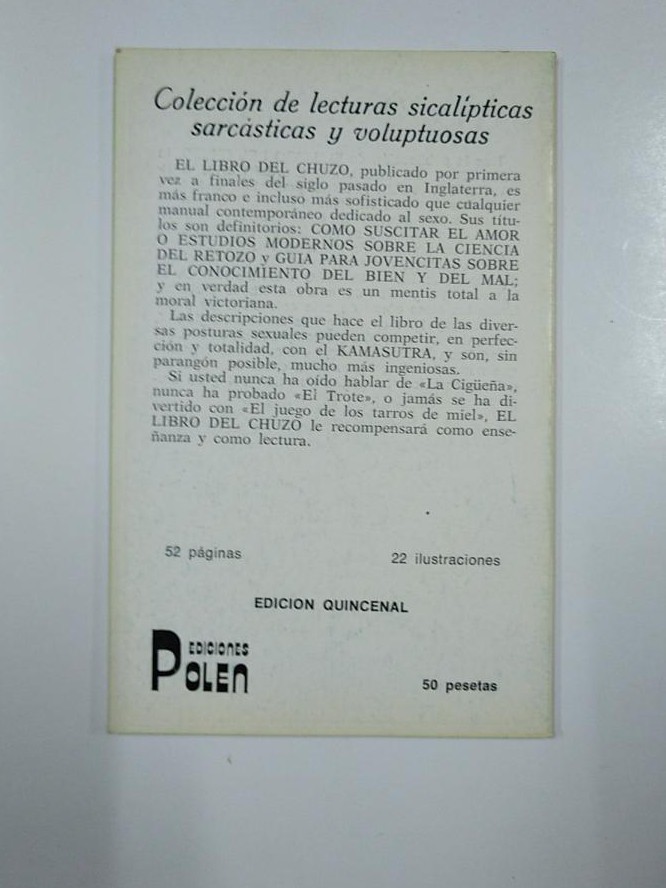 Colección de lecturas sicalípticas
sarcásticas y voluptuosas
EL LIBRO DEL CHUZO, publicado por primera
vez a finales del siglo pasado en Inglaterra, es
más franco e incluso más sofisticado que cualquier
manual contemporáneo dedicado al sexo. Sus títu-
los son definitorios: COMO SUSCITAR EL AMOR
O ESTUDIOS MODERNOS SOBRE LA CIENCIA
DEL RETOZO y GUIA PARA JOVENCITAS SOBRE
EL CONOCIMIENTO DEL BIEN Y DEL MAL;
y en verdad esta obra es un mentis total a la
moral victoriana.
Las descripciones que hace el libro de las diver-
sas posturas sexuales pueden competir, en perfec-
ción y totalidad, con el KAMASUTRA, y son, sin
parangón posible, mucho más ingeniosas.
Si usted nunca ha oído hablar de «La Cigüeña»,
nunca ha probado «El Trote», o jamás se ha di-
vertido con «El juego de los tarros de miel», EL
LIBRO DEL CHUZO le recompensará como ense-
ñanza y como lectura.
52 páginas
22 ilustraciones
EDICION QUINCENAL
EDICIONES
POLEN
50 pesetas